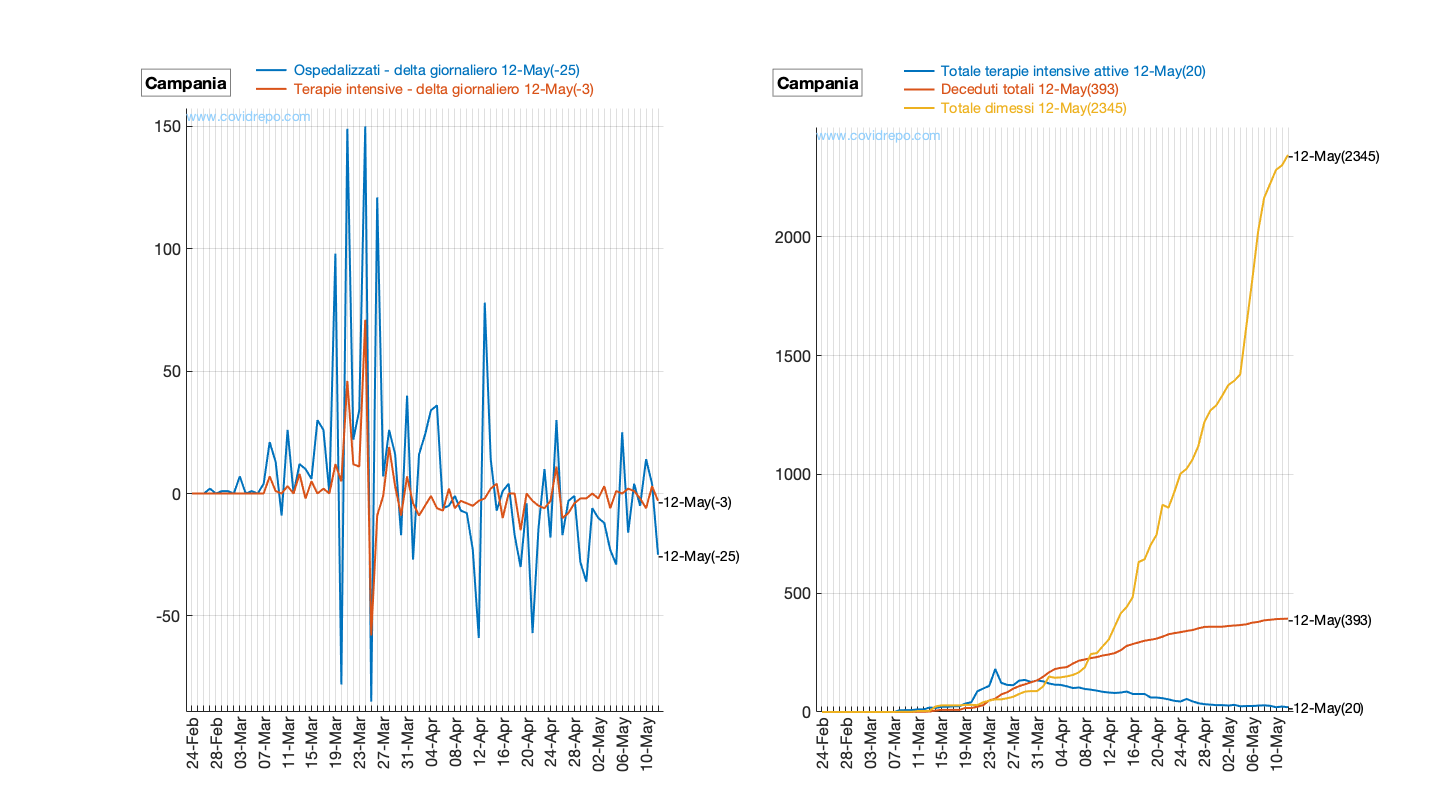 Campania
Ospedalizzati - delta giornaliero 12-May(-25)
Terapie intensive - delta giornaliero 12-May(-3)
www.covidrepo.com
150
100
50
0
-50
-12-May(-3)
-12-May(-25)
24-Feb
28-Feb
03-Mar
07-Mar
11-Mar
15-Mar
19-Mar
23-Mar
27-Mar
31-Mar
04-Apr
08-Apr
12-Apr
16-Apr
20-Apr
24-Apr
28-Apr
02-May
06-May
10-May
Campania
Totale terapie intensive attive 12-May(20)
Deceduti totali 12-May(393)
Totale dimessi 12-May(2345)
www.covidrepo.com
2000
1500
1000
500
0
-12-May(2345)
-12-May(393)
-12-May(20)
24-Feb
28-Feb
03-Mar
07-Mar
11-Mar
15-Mar
19-Mar
23-Mar
27-Mar
31-Mar
04-Apr
08-Apr
12-Apr
16-Apr
20-Apr
24-Apr
28-Apr
02-May
06-May
10-May